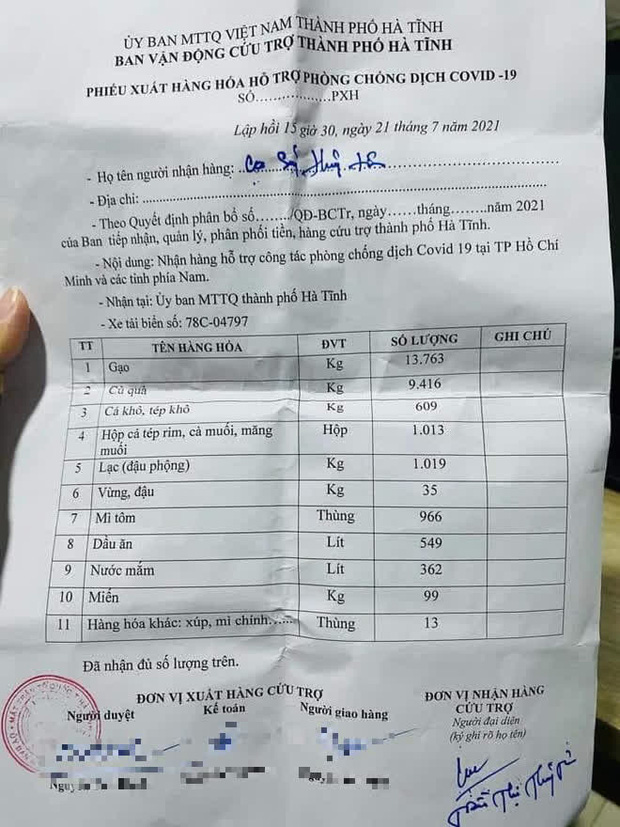 ỦY BAN MTTQ VIỆT NAM THÀNH PHỐ HÀ TĨNH
BAN VẬN ĐỘNG CỨU TRỢ THÀNH PHỐ HÀ TĨNH
PHIẾU XUẤT HÀNG HÓA HỖ TRỢ PHÒNG CHỐNG DỊCH COVID -19
SỐ....................PXH
Lập hồi 15 giờ 30, ngày 21 tháng 7 năm 2021
- Họ tên người nhận hàng:
- Địa chỉ:
- Theo Quyết định phân bổ số......../QĐ-BCTr, ngày......tháng........năm 2021
của Ban tiếp nhận, quản lý, phân phối tiền, hàng cứu trợ thành phố Hà Tĩnh.
- Nội dung: Nhận hàng hỗ trợ công tác phòng chống dịch Covid 19 tại TP Hồ Chí
Minh và các tỉnh phía Nam.
- Nhận tại: Ủy ban MTTQ thành phố Hà Tĩnh
- Xe tải biển số: 78C-04797
TT TÊN HÀNG HÓA ĐVT SỐ LƯỢNG GHI CHÚ
1 Gạo Kg 13.763
2 Củ quả Kg 9.416
3 Cá khô, tép khô Kg 609
4 Hộp cá tép rim, cà muối, măng Hộp 1.013
muối
5 Lạc (đậu phộng) Kg 1.019
6 Vừng, đậu Kg 35
7 Mì tôm Thùng 966
8 Dầu ăn Lít 549
9 Nước mắm Lít 362
10 Miến Kg 99
11 Hàng hóa khác: xúp, mì chính...... Thùng 13
Đã nhận đủ số lượng trên.
ĐƠN VỊ XUẤT HÀNG CỨU TRỢ
Người duyệt Kế toán Người giao hàng
ĐƠN VỊ NHẬN HÀNG
CỨU TRỢ
Người đại diện
(ký ghi rõ họ tên)